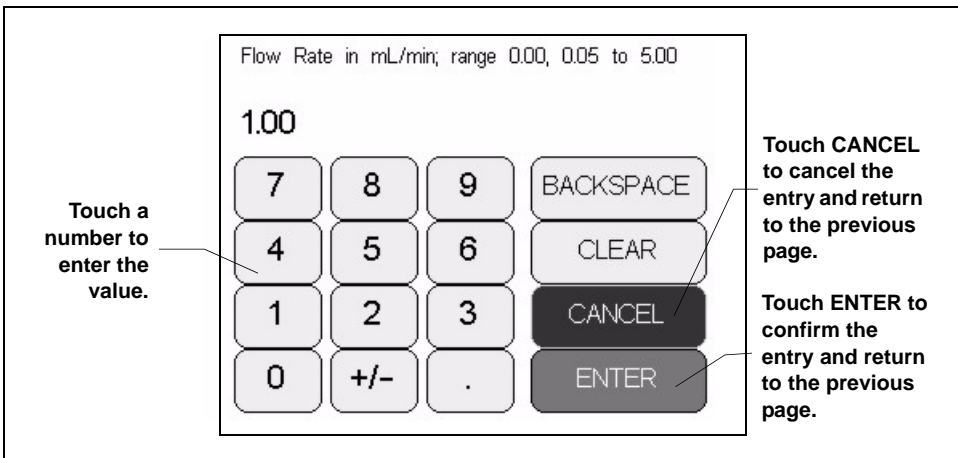 Flow Rate in mL/min; range 0.00, 0.05 to 5.00
1.00
7 8 9 BACKSPACE
4 5 6 CLEAR
1 2 3 CANCEL
0 +/- . ENTER
Touch a
number to
enter the
value.
Touch CANCEL
to cancel the
entry and return
to the previous
page.
Touch ENTER to
confirm the
entry and return
to the previous
page.